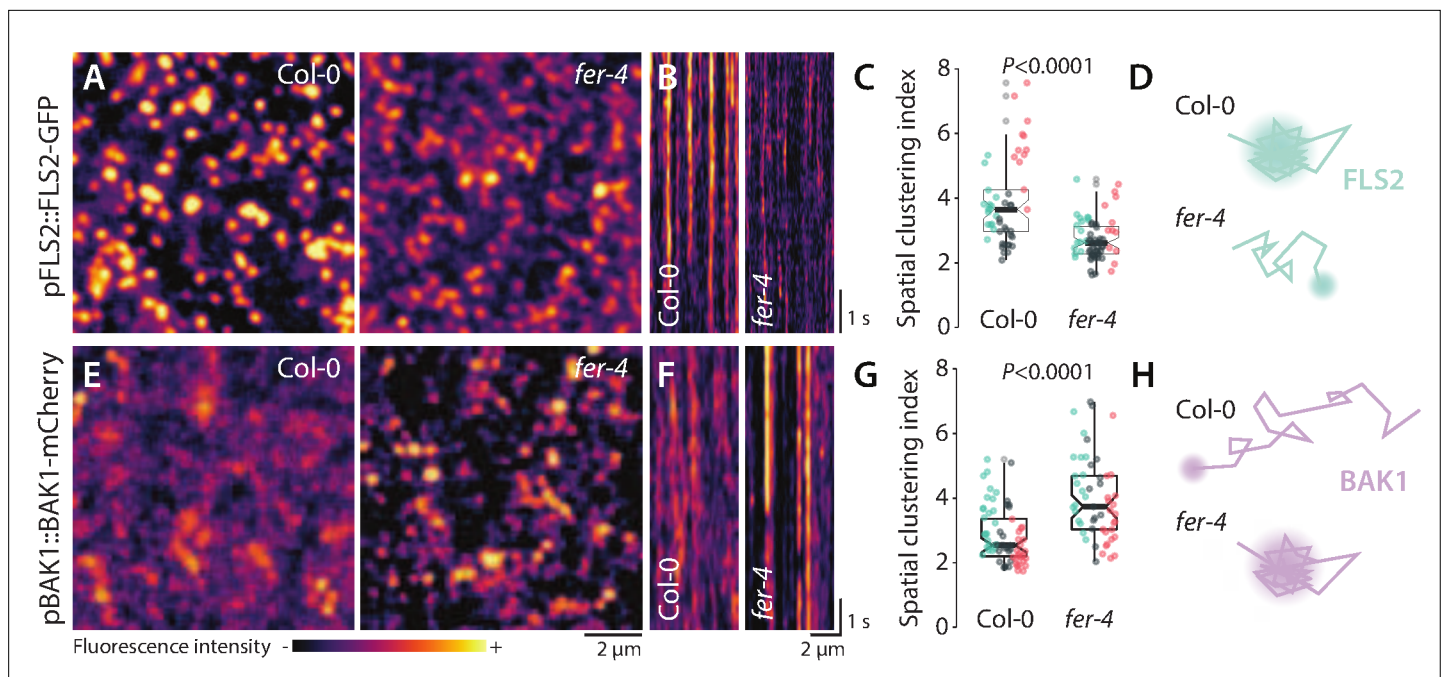 pFLS2::FLS2-GFP
A
Col-0
fer-4
B
Col-0
fer-4
1 s
C
Spatial clustering index
8
6
4
2
0
P<0.0001
Col-0
fer-4
D
Col-0
FLS2
fer-4
pBAK1::BAK1-mCherry
E
Col-0
fer-4
F
Col-0
fer-4
1 s
G
Spatial clustering index
8
6
4
2
0
P<0.0001
Col-0
fer-4
H
Col-0
BAK1
fer-4
Fluorescence intensity - +
2 μm
2 μm